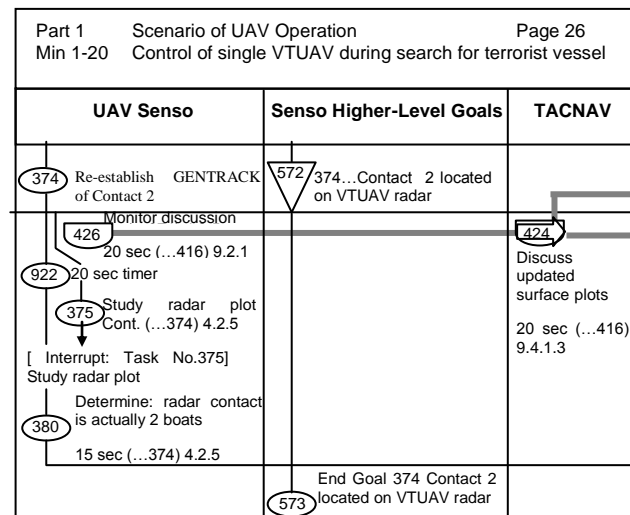 Part 1 Scenario of UAV Operation Page 26
Min 1-20 Control of single VTUAV during search for terrorist vessel
UAV Senso
Senso Higher-Level Goals
TACNAV
374 Re-establish GENTRACK
of Contact 2
572 374...Contact 2 located
on VTUAV radar
Monitor discussion
426
20 sec (...416) 9.2.1
424
Discuss
updated
surface plots
20 sec (...416)
9.4.1.3
922 20 sec timer
375 Study radar plot
Cont. (...374) 4.2.5
[ Interrupt: Task No.375]
Study radar plot
Determine: radar contact
380 is actually 2 boats
15 sec (...374) 4.2.5
End Goal 374 Contact 2
573 located on VTUAV radar